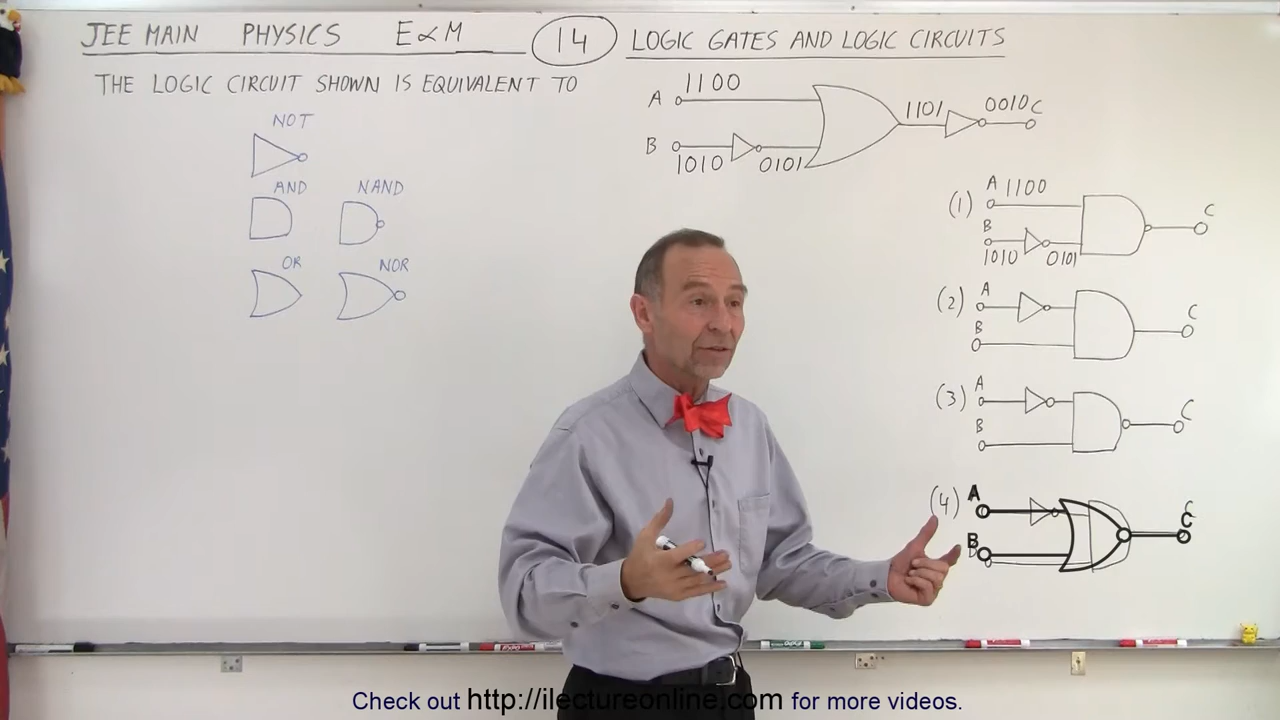 JEE MAIN PHYSICS E∝M 14 LOGIC GATES AND LOGIC CIRCUITS
THE LOGIC CIRCUIT SHOWN IS EQUIVALENT TO
NOT
AND NAND
OR NOR
A 1100
1101 0010 C
B 1010 0101
(1) A 1100
C
B 1010 0101
(2) A
C
B
(3) A
C
B
(4) A
C
B
Check out http://ilectureonline.com for more videos.